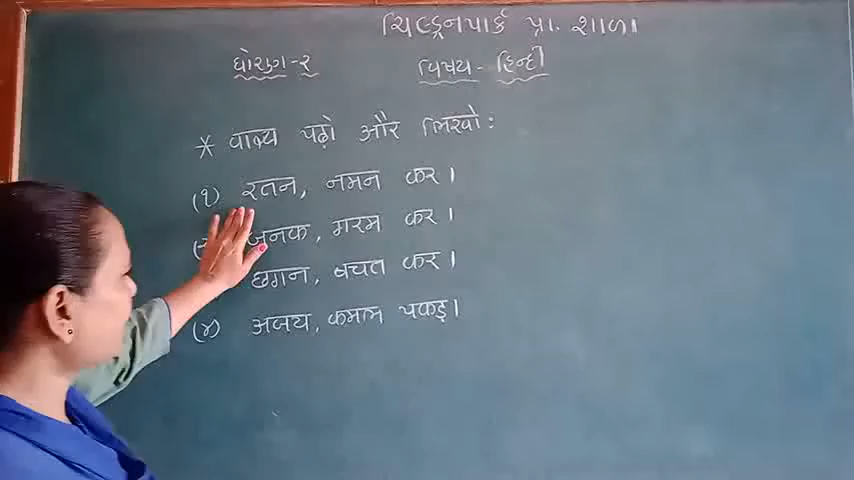 ચિલ્ડ્રનપાર્ક પ્રા. શાળા
ધોરણ-૨ વિષય- હિન્દી
* वाक्य पढ़ो और लिखो:
(१) रतन, नमन कर।
जनक, गरम कर।
छगन, बचत कर।
(४) अजय, कमल पकड़।